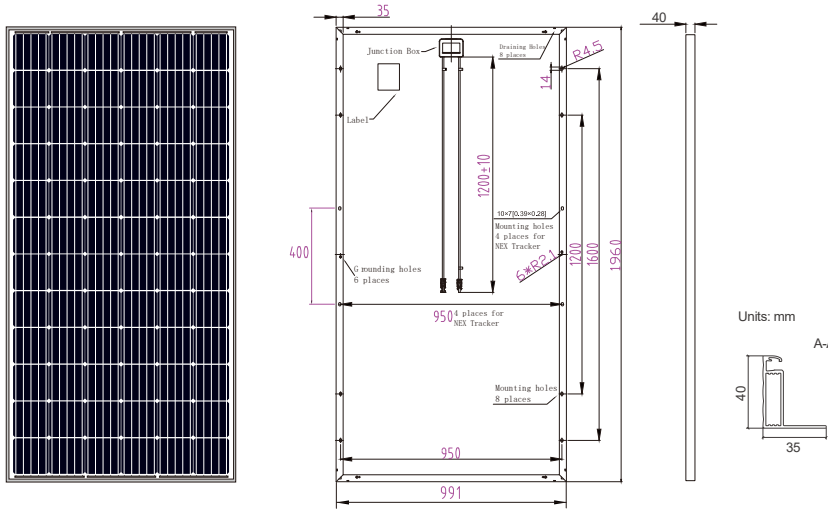 35
40
Junction Box
Draining Holes
8 places
R4.5
14
Label
1200±10
10×7[0.39×0.28]
Mounting holes
4 places for
NEX Tracker
400
Grounding holes
6 places
6*R2.1
1200
1600
1960
950
4 places for
NEX Tracker
Units: mm
A-
40
35
Mounting holes
8 places
950
991